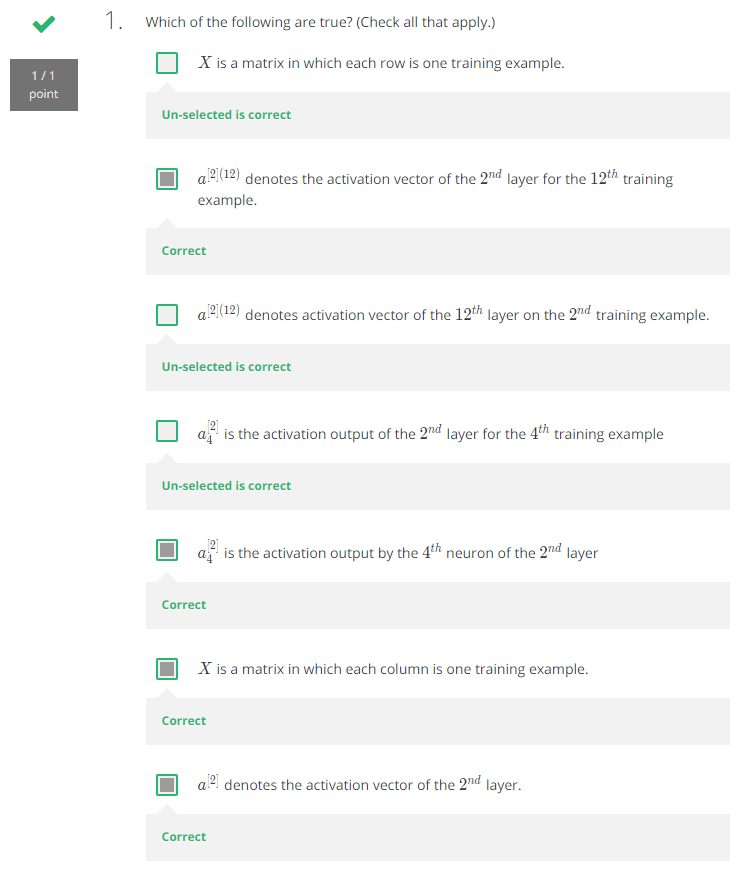 1. Which of the following are true? (Check all that apply.)
1 / 1
point
X is a matrix in which each row is one training example.
Un-selected is correct
a^{[2](12)} denotes the activation vector of the 2^{nd} layer for the 12^{th} training
example.
Correct
a^{[2](12)} denotes activation vector of the 12^{th} layer on the 2^{nd} training example.
Un-selected is correct
a_4^{[2]} is the activation output of the 2^{nd} layer for the 4^{th} training example
Un-selected is correct
a_4^{[2]} is the activation output by the 4^{th} neuron of the 2^{nd} layer
Correct
X is a matrix in which each column is one training example.
Correct
a^{[2]} denotes the activation vector of the 2^{nd} layer.
Correct